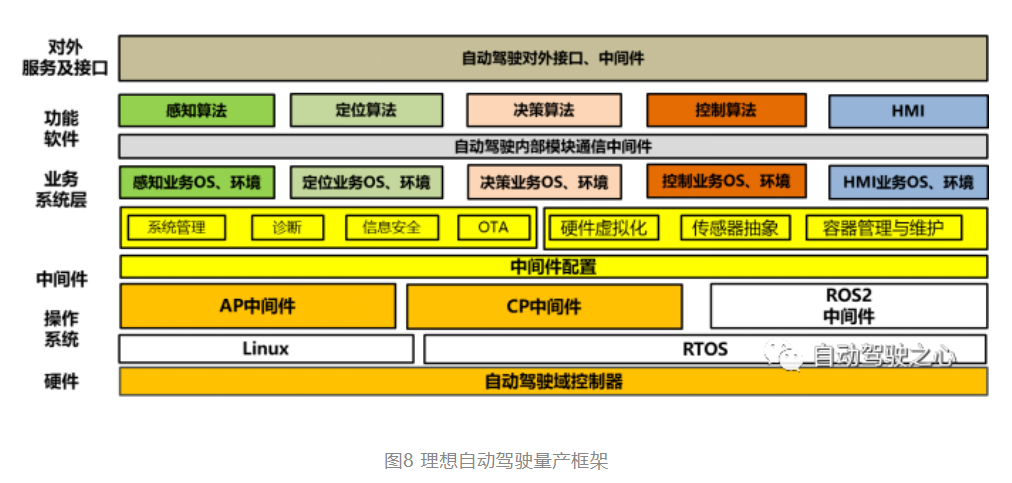 对外
服务及接口
自动驾驶对外接口、中间件
功能
软件
感知算法
定位算法
决策算法
控制算法
HMI
自动驾驶内部模块通信中间件
业务
系统层
感知业务OS、环境
定位业务OS、环境
决策业务OS、环境
控制业务OS、环境
HMI业务OS、环境
系统管理
诊断
信息安全
OTA
硬件虚拟化
传感器抽象
容器管理与维护
中间件
中间件配置
AP中间件
CP中间件
ROS2
中间件
操作
系统
Linux
RTOS
自动驾驶之心
硬件
自动驾驶域控制器
图8 理想自动驾驶量产框架